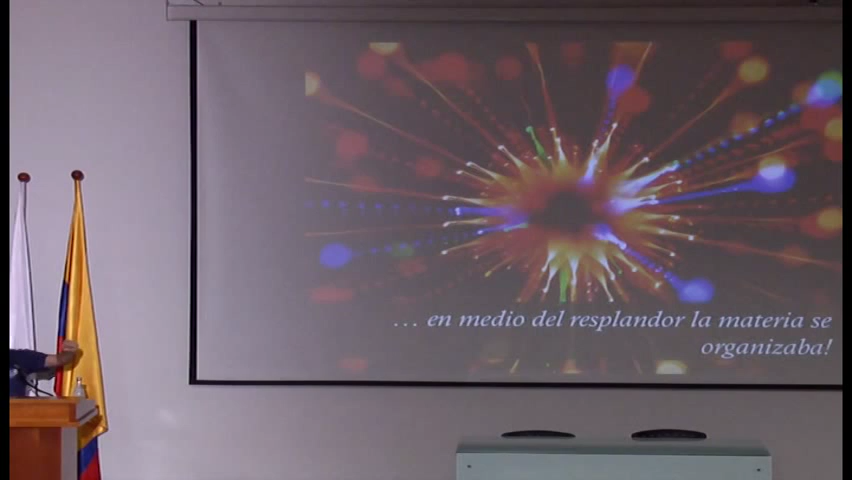 … en medio del resplandor la materia se
organizaba!